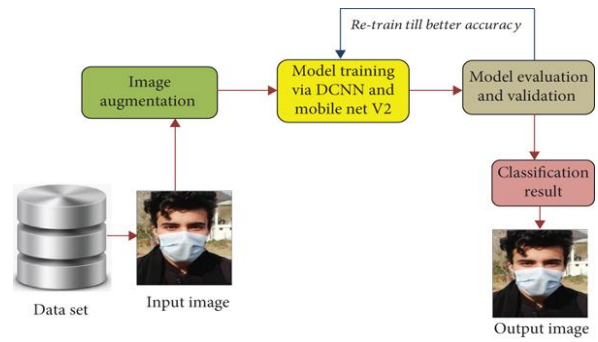 Re-train till better accuracy
Image
augmentation
Model training
via DCNN and
mobile net V2
Model evaluation
and validation
Classification
result
Data set
Input image
Output image